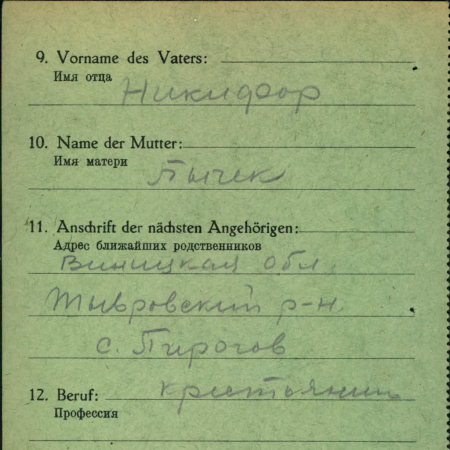 9. Vorname des Vaters:
Имя отца
Никифор
10. Name der Mutter:
Имя матери
Пычек
11. Anschrift der nächsten Angehörigen:
Адрес ближайших родственников
Виницкая обл.
Тывровский р-н.
с. Пирогов
12. Beruf: крестьянин
Профессия